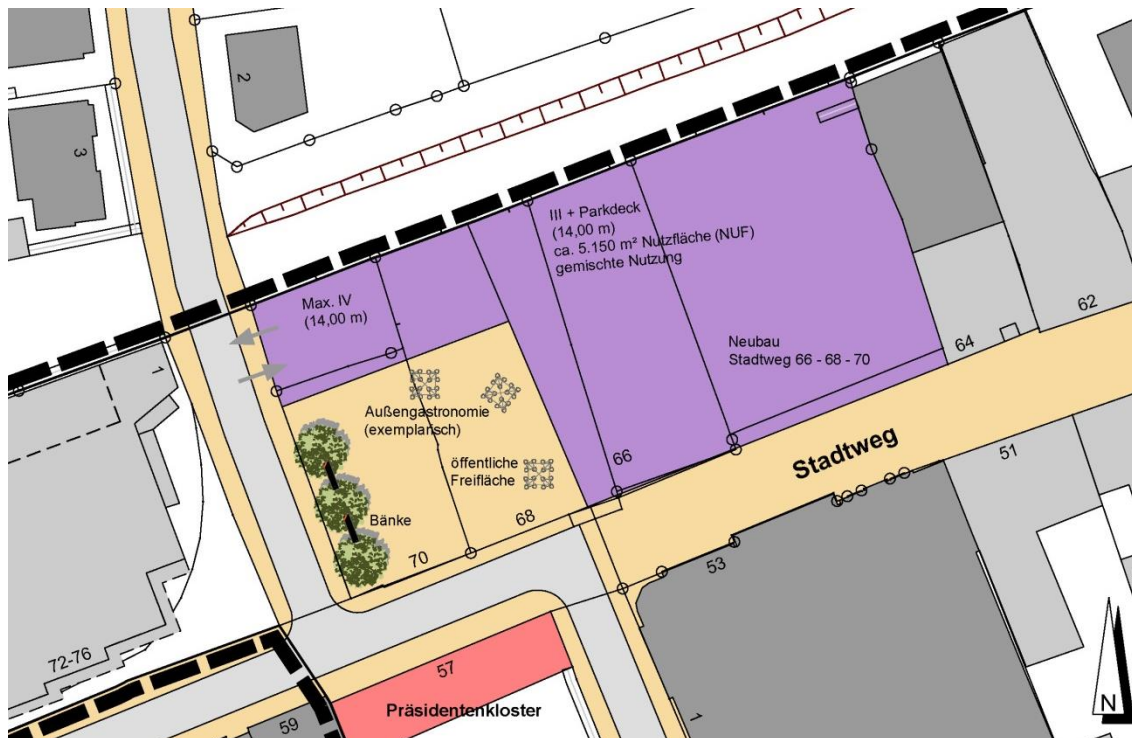 2
3
III + Parkdeck
(14,00 m)
ca. 5.150 m² Nutzfläche (NUF)
gemischte Nutzung
Max. IV
(14,00 m)
62
1
Neubau
Stadtweg 66 - 68 - 70
64
Außengastronomie
(exemplarisch)
Stadtweg
51
öffentliche
Freifläche
66
Bänke
68
70
53
72-76
57
Präsidentenkloster
59
1
N